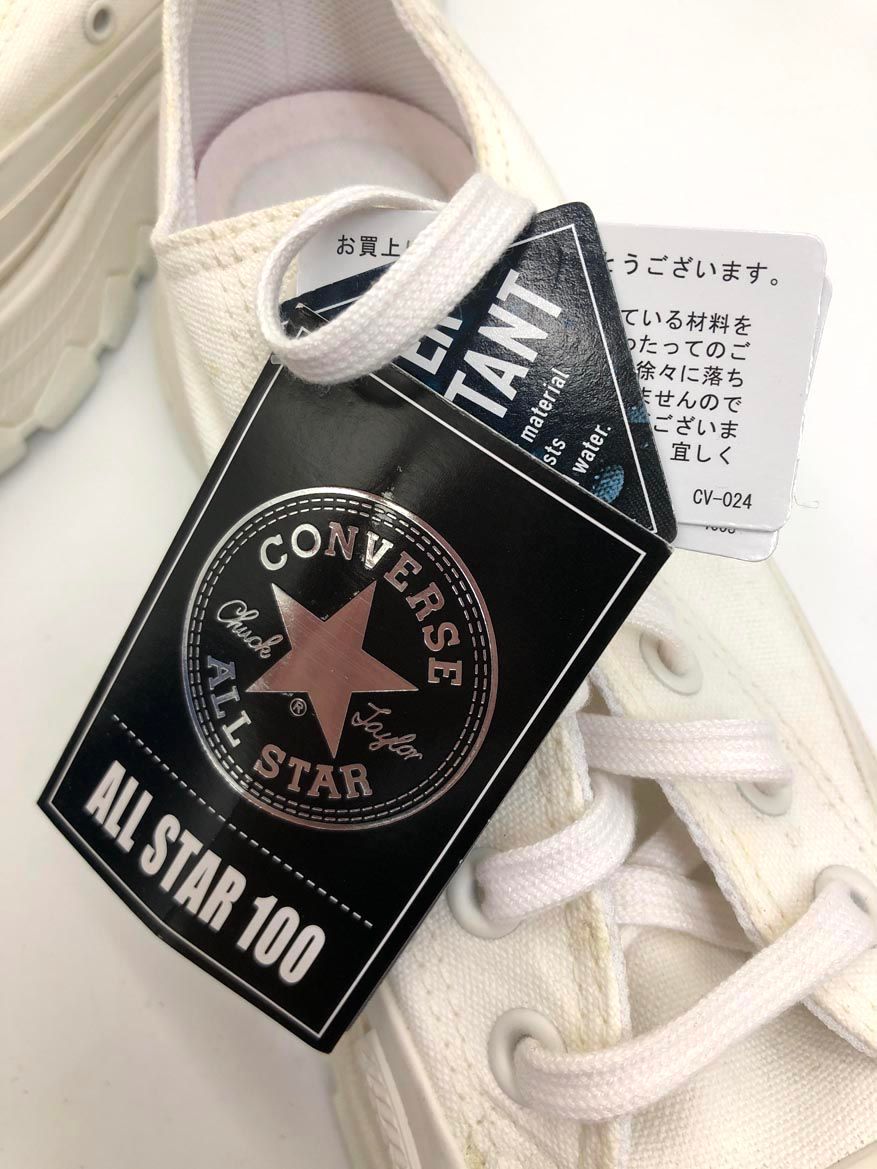 CONVERSE
Chuck Taylor
®
ALL STAR
ALL STAR 100
TANT
material
water.
お買上
うございます。
ている材料を
わたってのご
徐々に落ち
ませんので
ございま
宜しく
CV-024